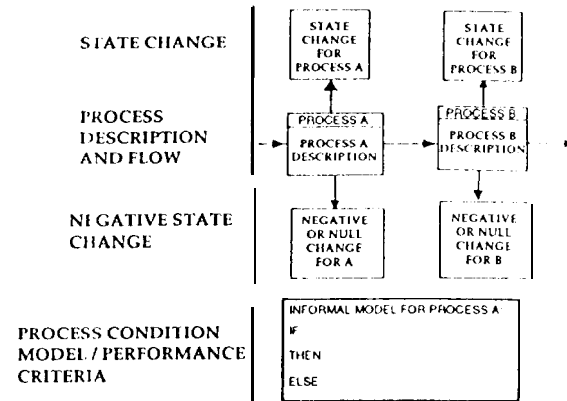 STATE CHANGE
STATE
CHANGE
FOR
PROCESS A
STATE
CHANGE
FOR
PROCESS B
PROCESS
DESCRIPTION
AND FLOW
PROCESS A
PROCESS A
DESCRIPTION
PROCESS B
PROCESS B
DESCRIPTION
NEGATIVE STATE
CHANGE
NEGATIVE
OR NULL
CHANGE
FOR A
NEGATIVE
OR NULL
CHANGE
FOR B
PROCESS CONDITION
MODEL / PERFORMANCE
CRITERIA
INFORMAL MODEL FOR PROCESS A:
IF
THEN
ELSE